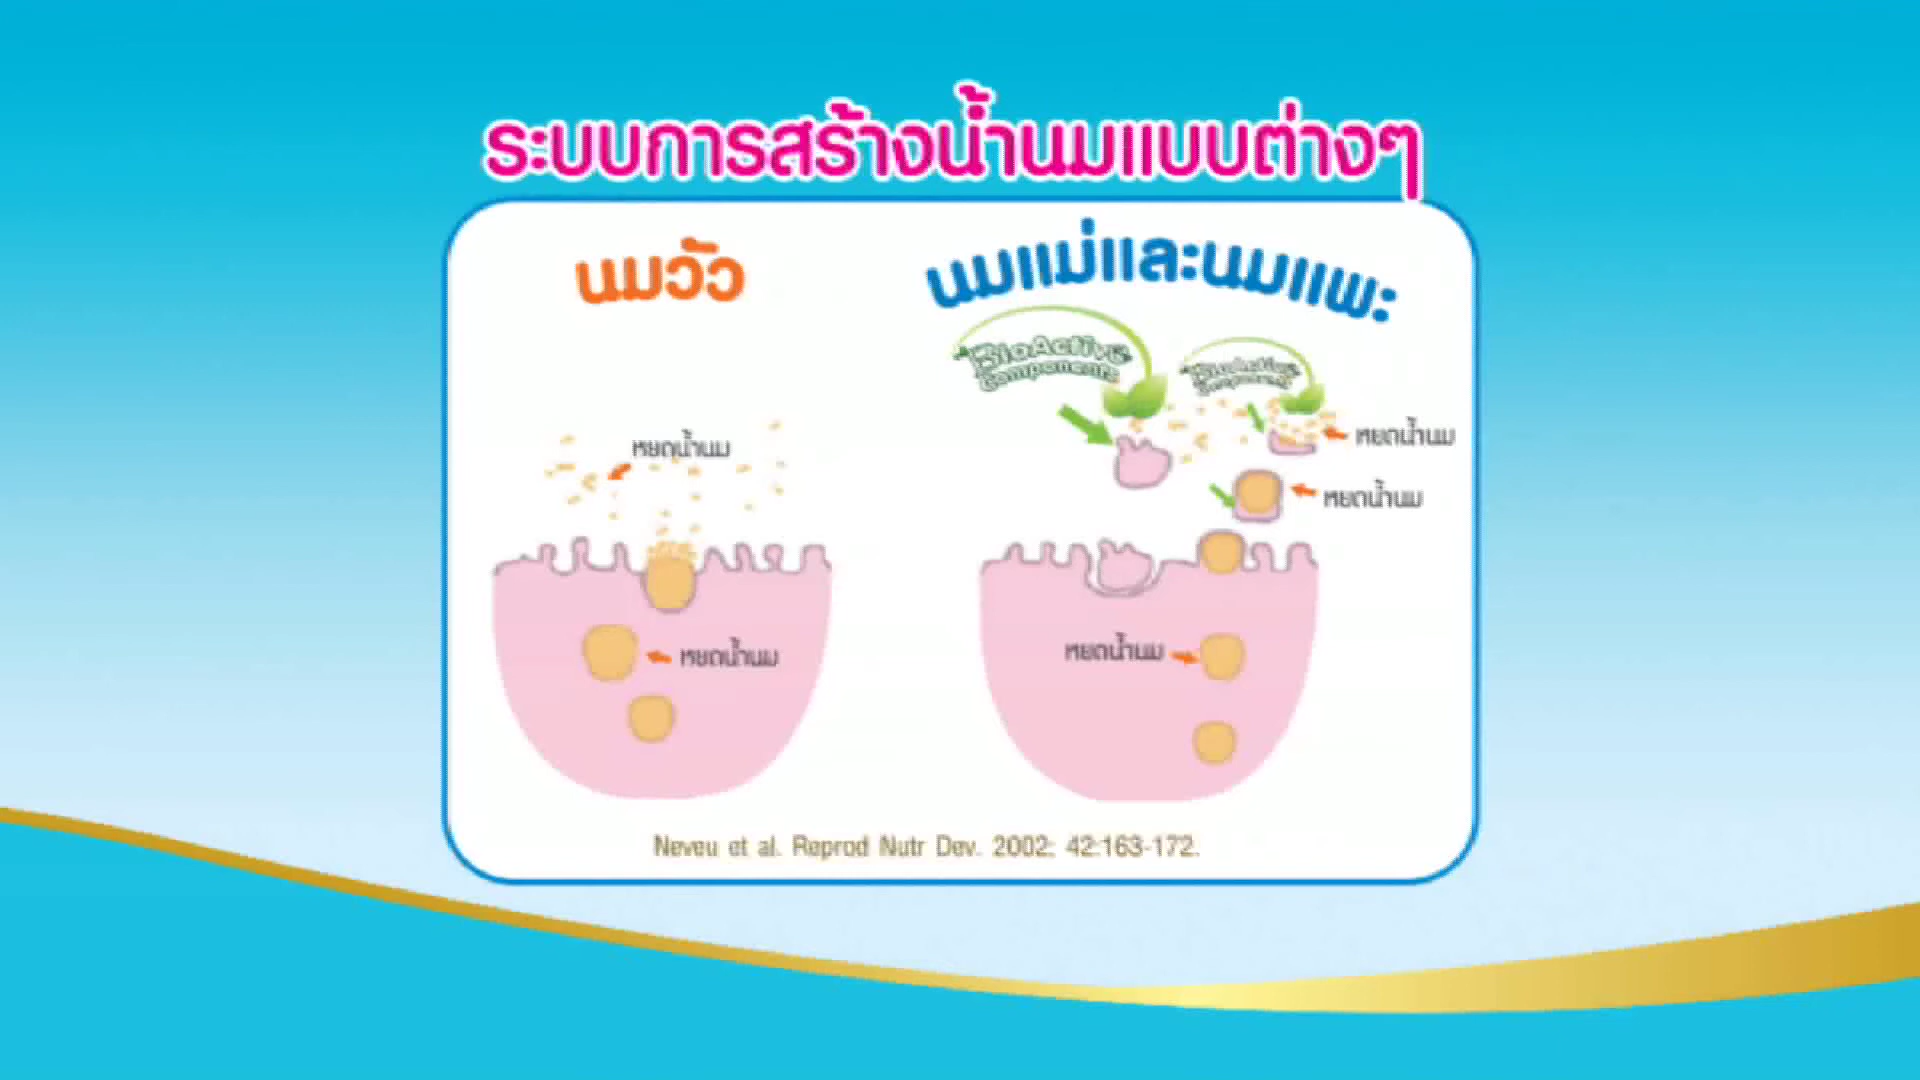 ระบบการสร้างน้ำนมแบบต่างๆ
นมวัว
นมแม่และนมแพะ
BioActive
Components
BioActive
Components
หยดน้ำนม
หยดน้ำนม
หยดน้ำนม
หยดน้ำนม
หยดน้ำนม
Neveu et al. Reprod Nutr Dev. 2002; 42:163-172.